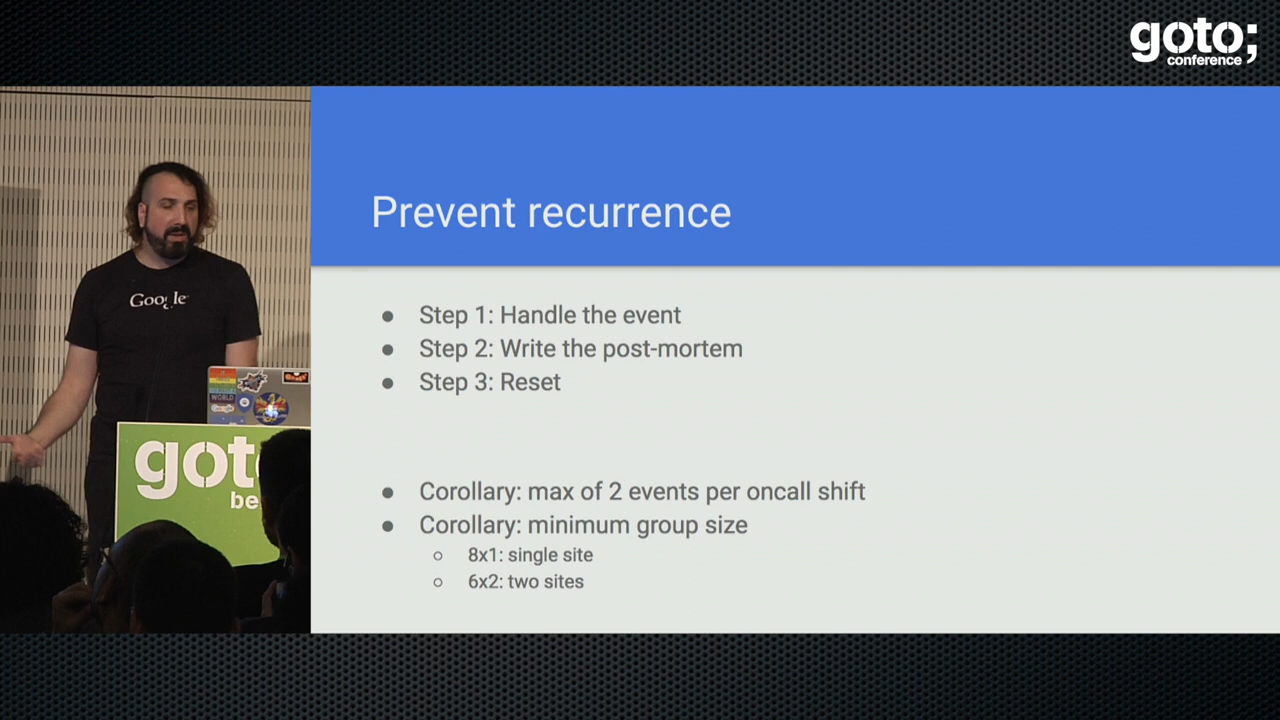 goto;
conference
Prevent recurrence
Google
● Step 1: Handle the event
● Step 2: Write the post-mortem
● Step 3: Reset
WORLD
goto
be
● Corollary: max of 2 events per oncall shift
● Corollary: minimum group size
○ 8x1: single site
○ 6x2: two sites